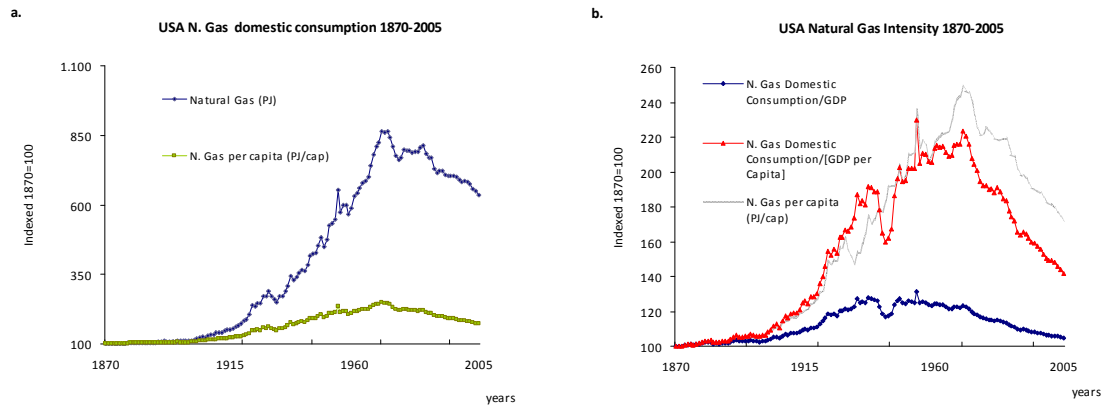 a.
USA N. Gas  domestic consumption 1870-2005
Indexed 1870=100
1.100
850
600
350
100
Natural Gas (PJ)
N. Gas per capita (PJ/cap)
1870
1915
1960
2005
years
b.
USA Natural Gas Intensity 1870-2005
Indexed 1870=100
260
240
220
200
180
160
140
120
100
N. Gas Domestic
Consumption/GDP
N. Gas Domestic
Consumption/[GDP per
Capita]
N. Gas per capita
(PJ/cap)
1870
1915
1960
2005
years